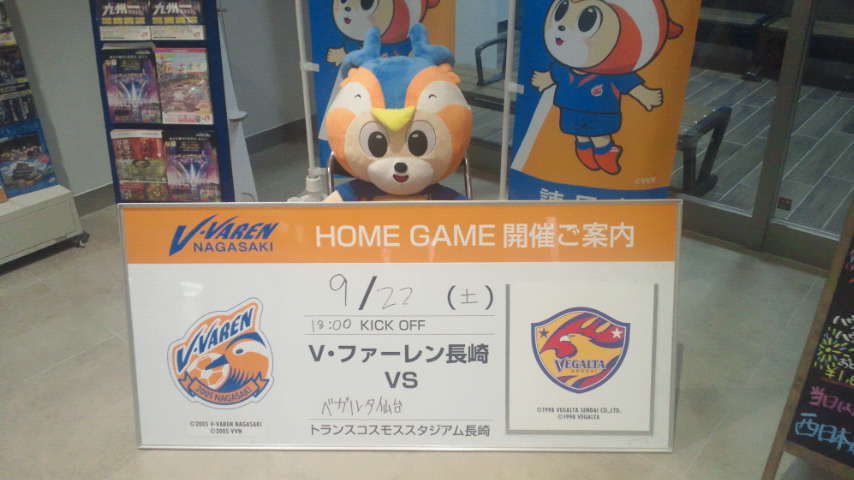 V·VAREN
NAGASAKI
HOME GAME 開催ご案内
9/22 (土)
18:00 KICK OFF
V・ファーレン長崎
VS
ベガルタ仙台
トランスコスモススタジアム長崎
V·VAREN
2005 NAGASAKI
©2005 V·VAREN NAGASAKI
©2005 VVN
VEGALTA
SENDAI
©1998 VEGALTA SENDAI CO.,LTD.
©1998 VEGALTA
九州
九州
当日
西日本